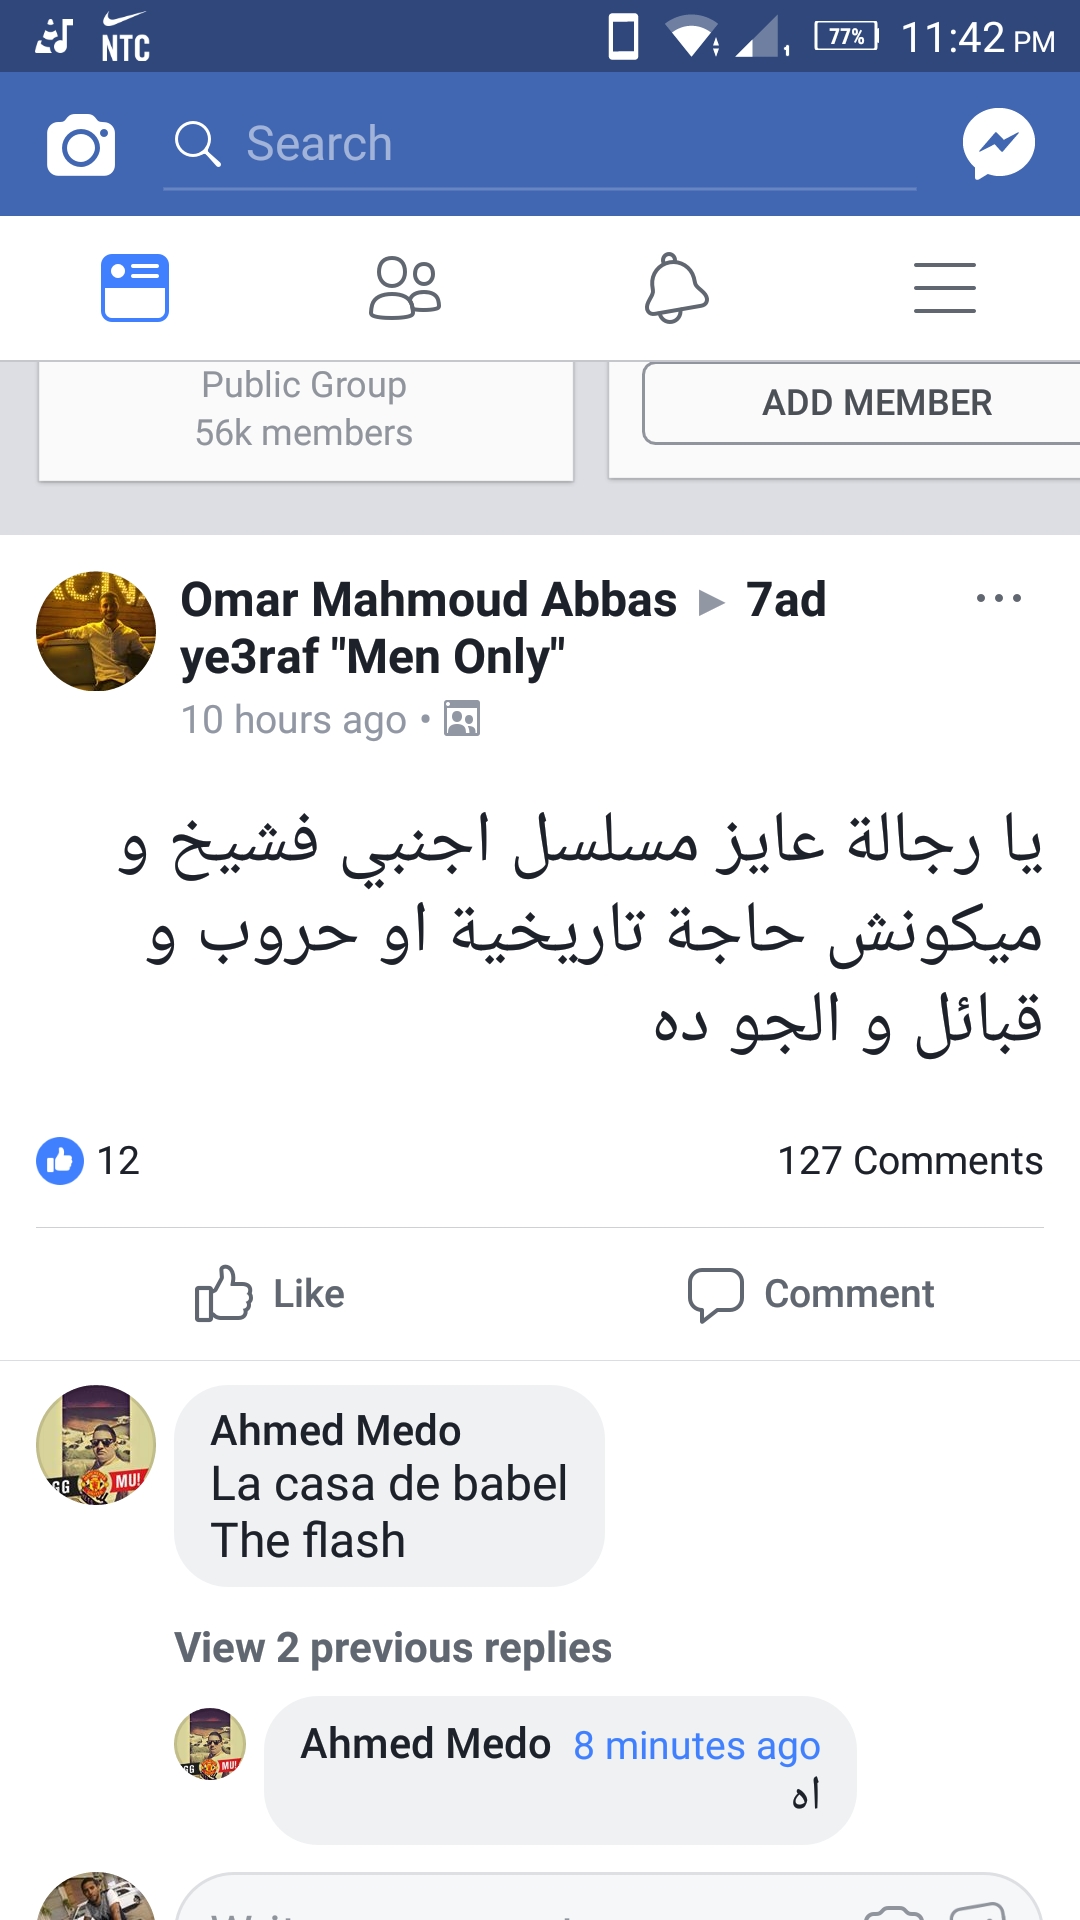 NTC
77%
11:42 PM
Search
Public Group
56k members
ADD MEMBER
Omar Mahmoud Abbas ▶ 7ad
ye3raf "Men Only"
10 hours ago •
يا رجالة عايز مسلسل اجنبي فشيخ و
ميكونش حاجة تاريخية او حروب و
قبائل و الجو ده
12
127 Comments
Like
Comment
Ahmed Medo
La casa de babel
The flash
GG
MU!
View 2 previous replies
Ahmed Medo 8 minutes ago
اه